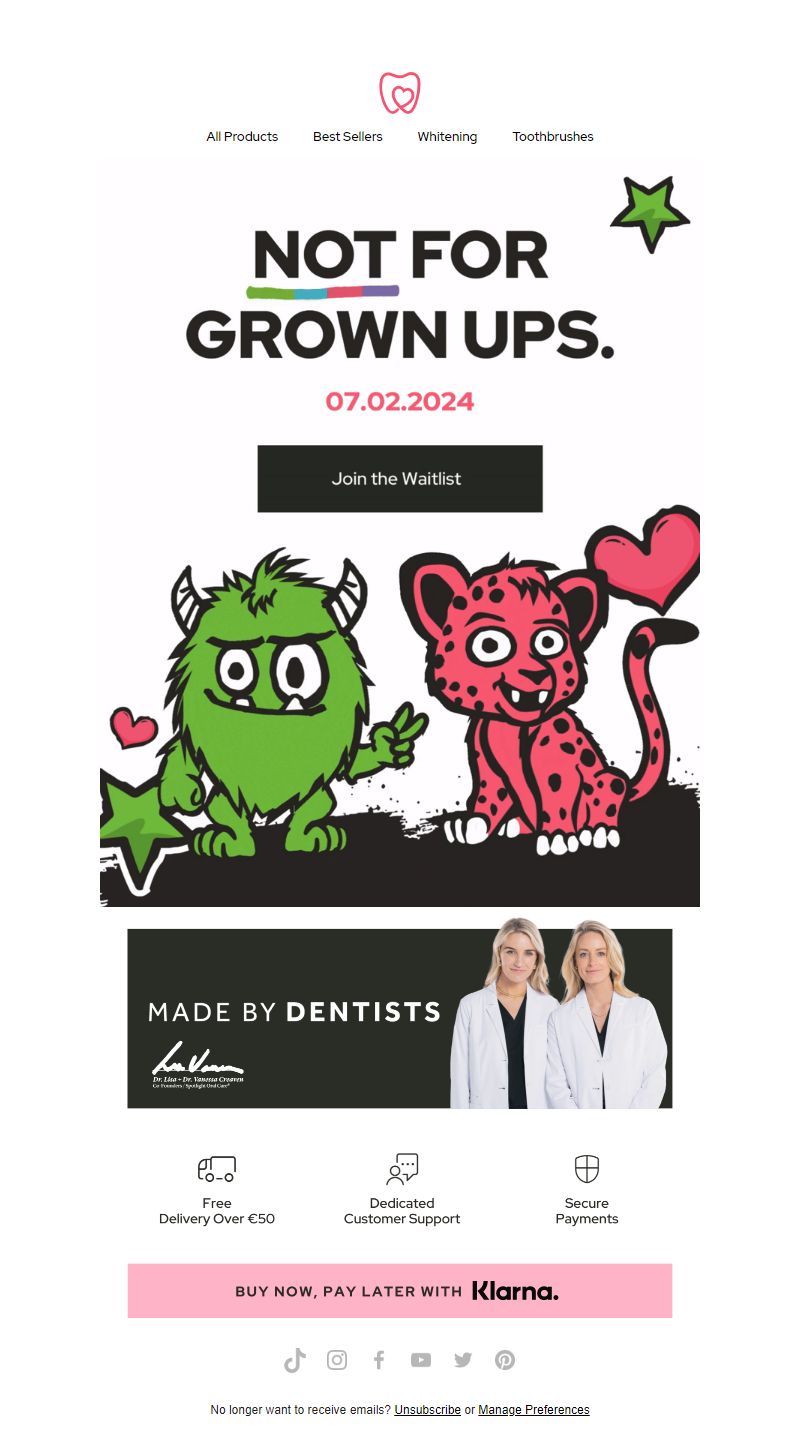 All Products Best Sellers Whitening Toothbrushes
NOT FOR
GROWN UPS.
07.02.2024
Join the Waitlist
MADE BY DENTISTS
Dr. Lisa + Dr. Vanessa Creaven
Co-Founders / Spotlight Oral Care®
Free
Delivery Over €50
Dedicated
Customer Support
Secure
Payments
BUY NOW, PAY LATER WITH Klarna.
No longer want to receive emails? Unsubscribe or Manage Preferences